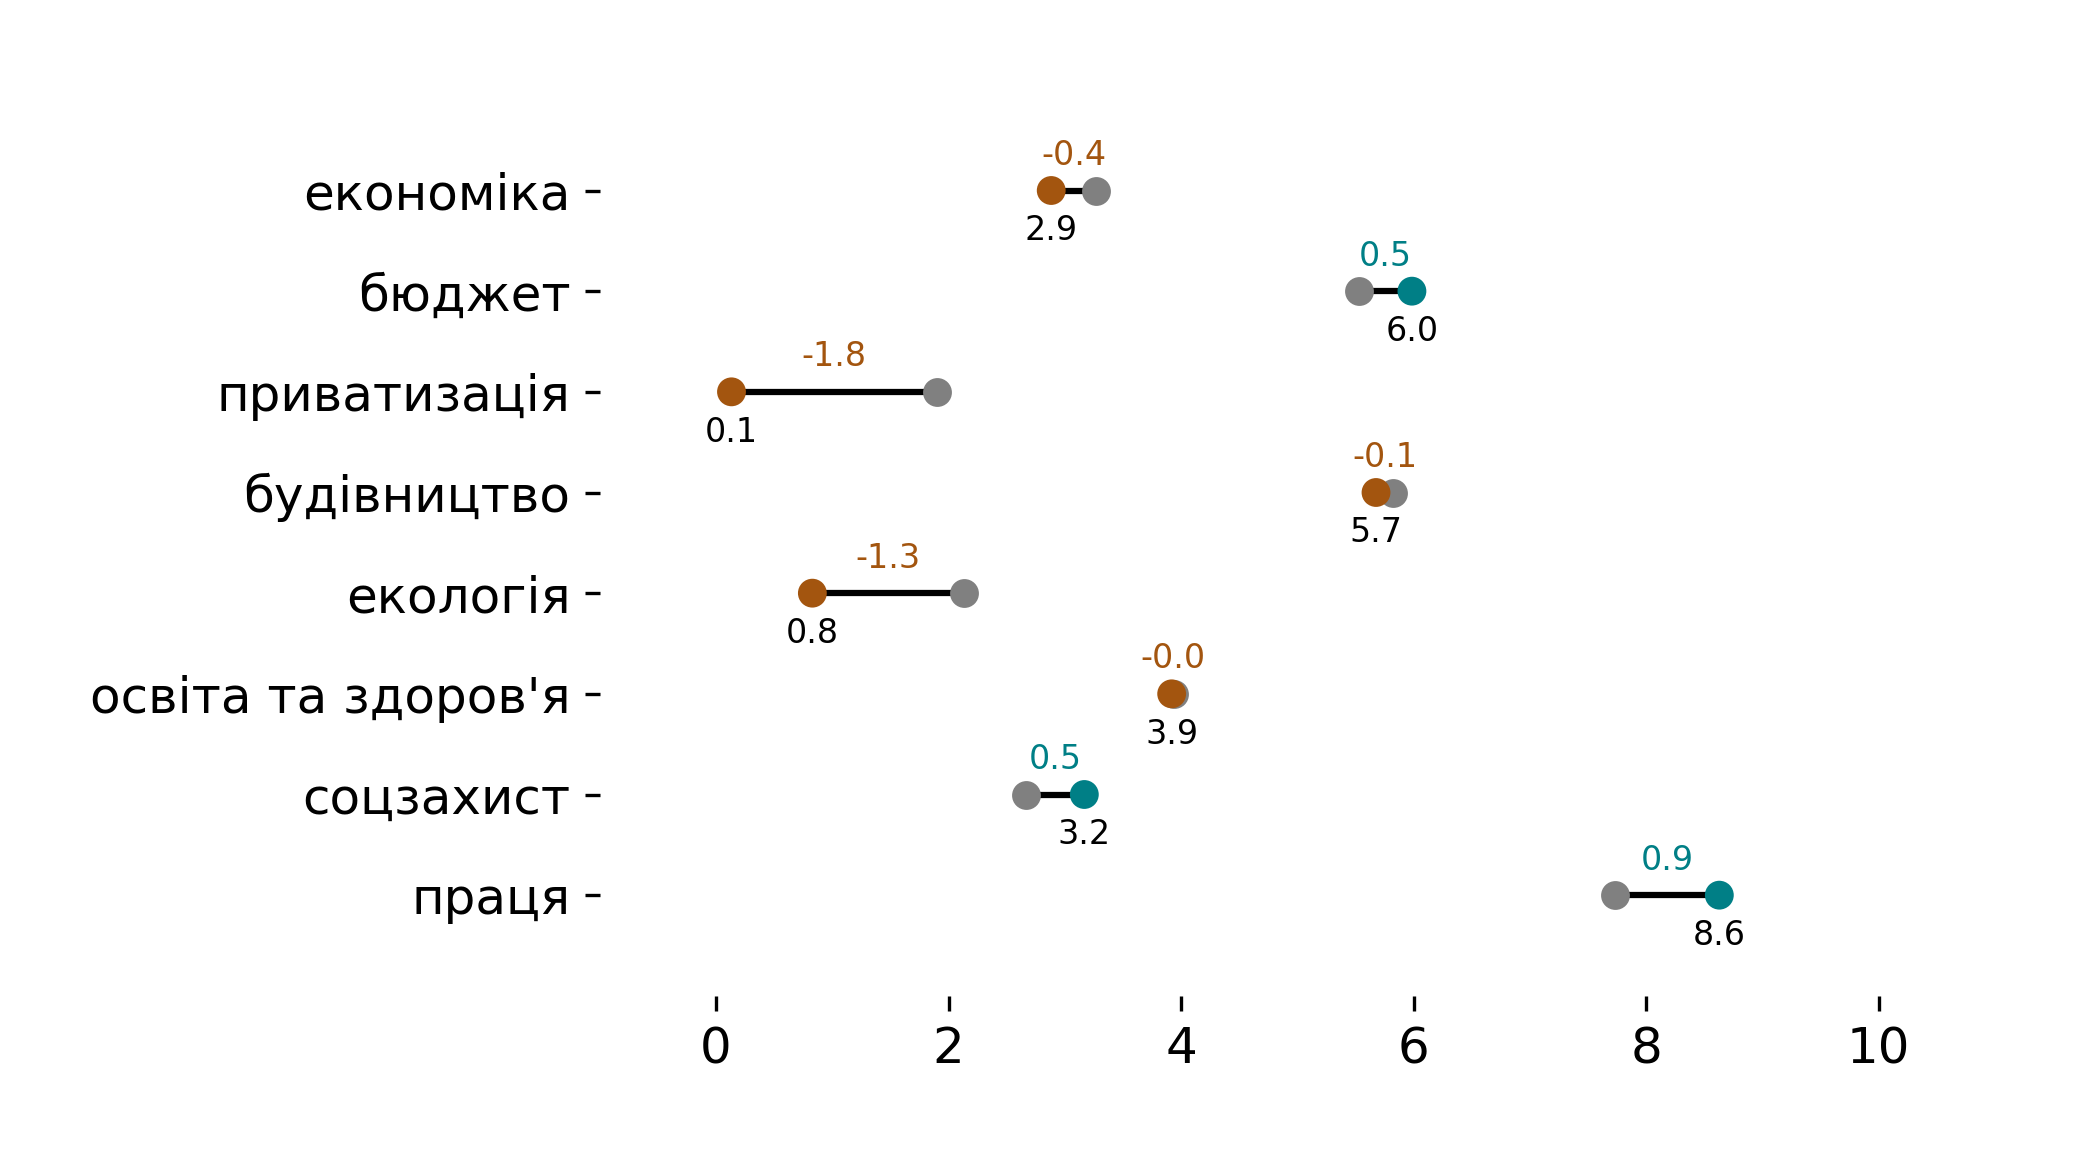 економіка
-0.4
2.9
бюджет
0.5
6.0
приватизація
-1.8
0.1
будівництво
-0.1
5.7
екологія
-1.3
0.8
освіта та здоров'я
-0.0
3.9
соцзахист
0.5
3.2
праця
0.9
8.6
0 2 4 6 8 10